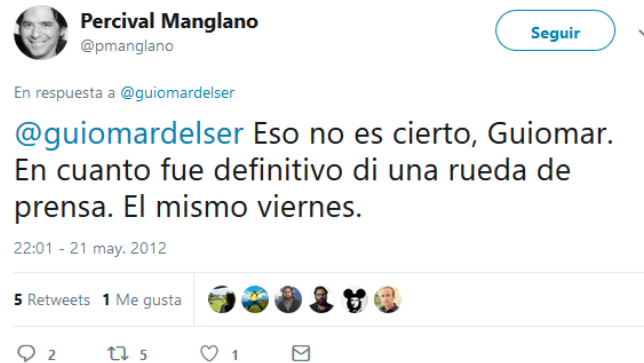 Percival Manglano
@pmanglano
Seguir
En respuesta a @guiomardelser
@guiomardelser Eso no es cierto, Guiomar.
En cuanto fue definitivo di una rueda de
prensa. El mismo viernes.
22:01 - 21 may. 2012
5 Retweets 1 Me gusta
2 5 1